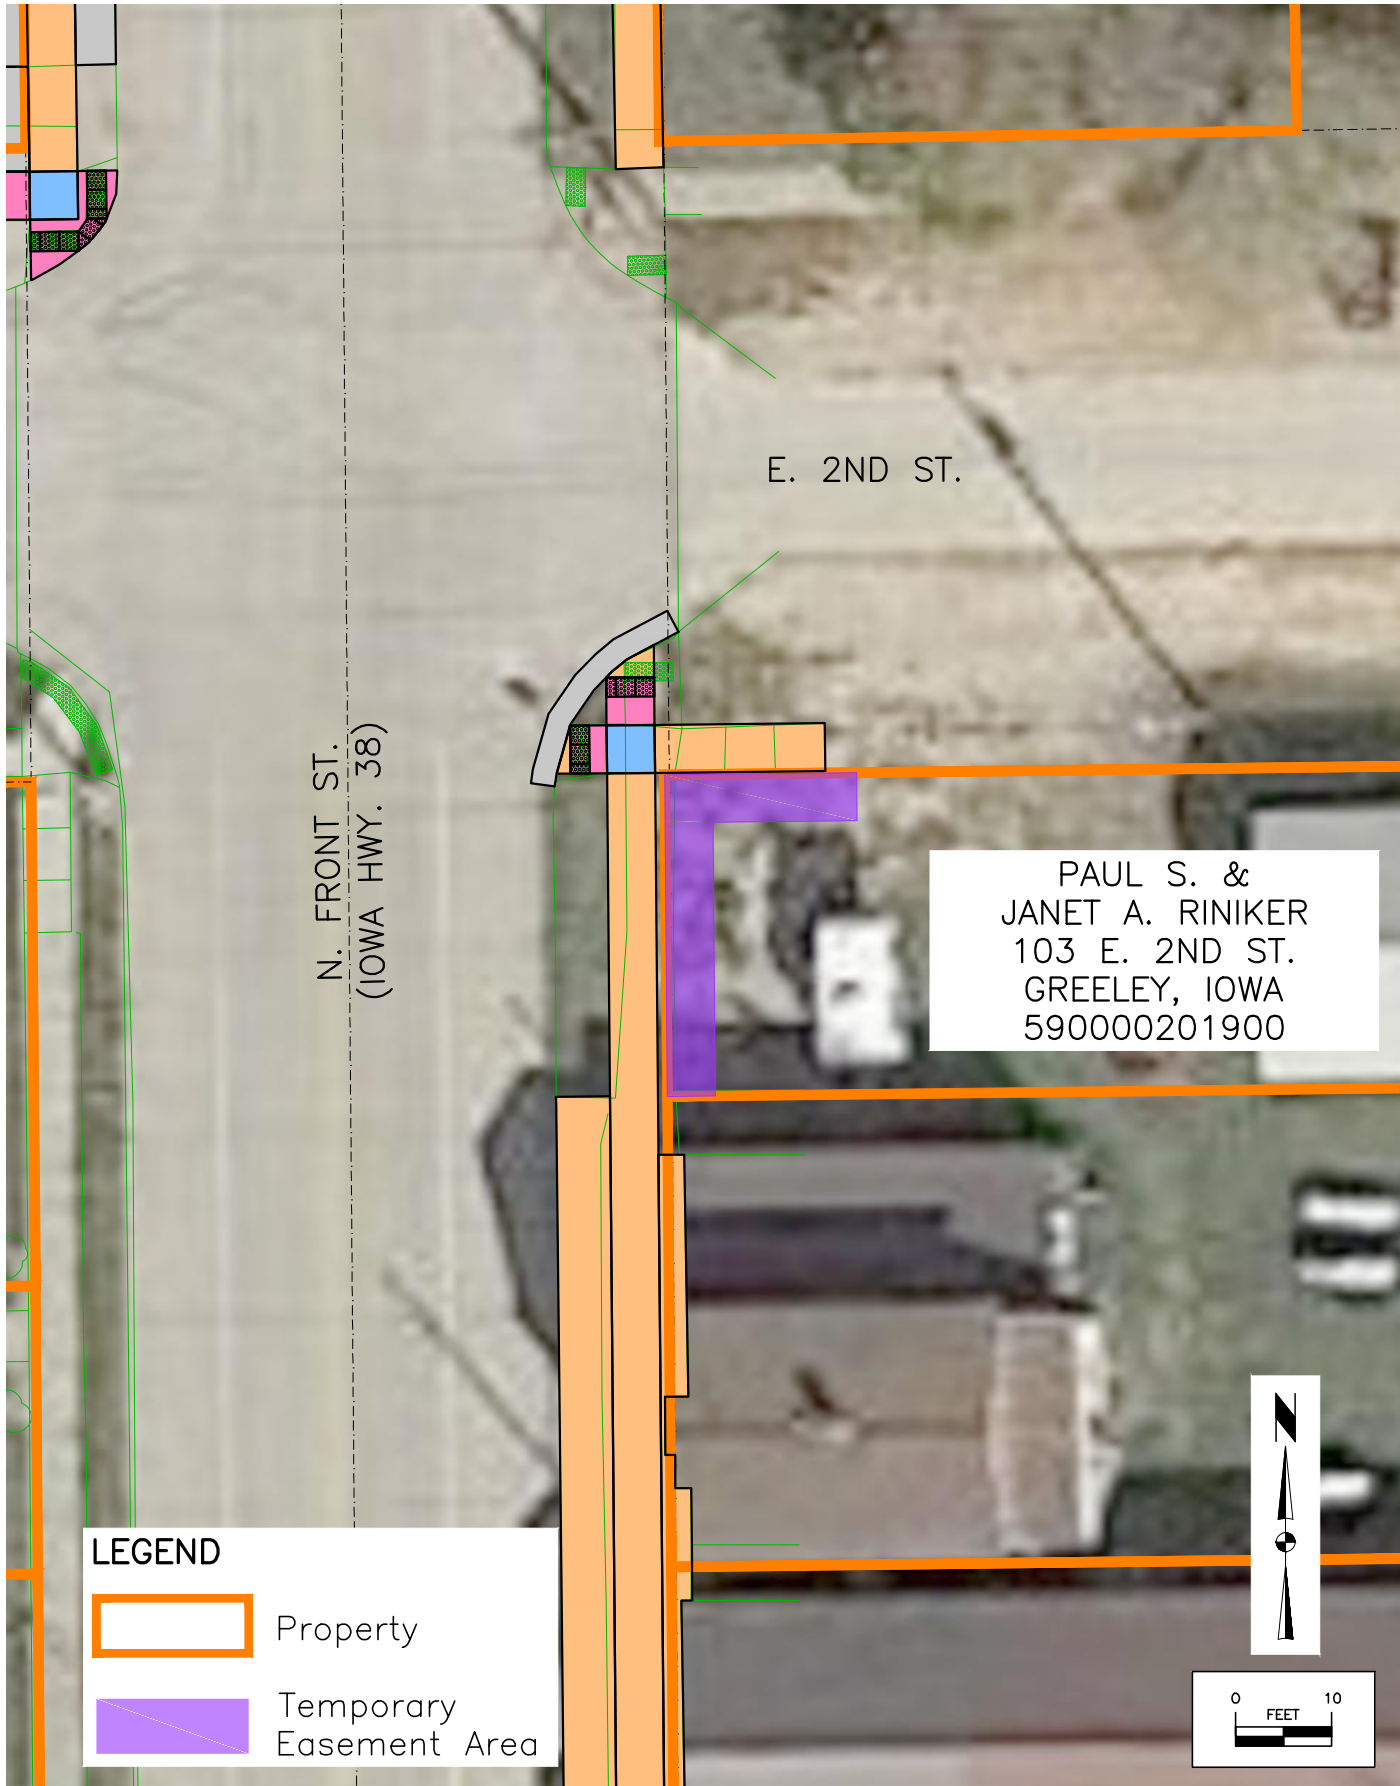 E. 2ND ST.
N. FRONT ST.
(IOWA HWY. 38)
PAUL S. &
JANET A. RINIKER
103 E. 2ND ST.
GREELEY, IOWA
590000201900
LEGEND
Property
Temporary
Easement Area
N
0 10
FEET